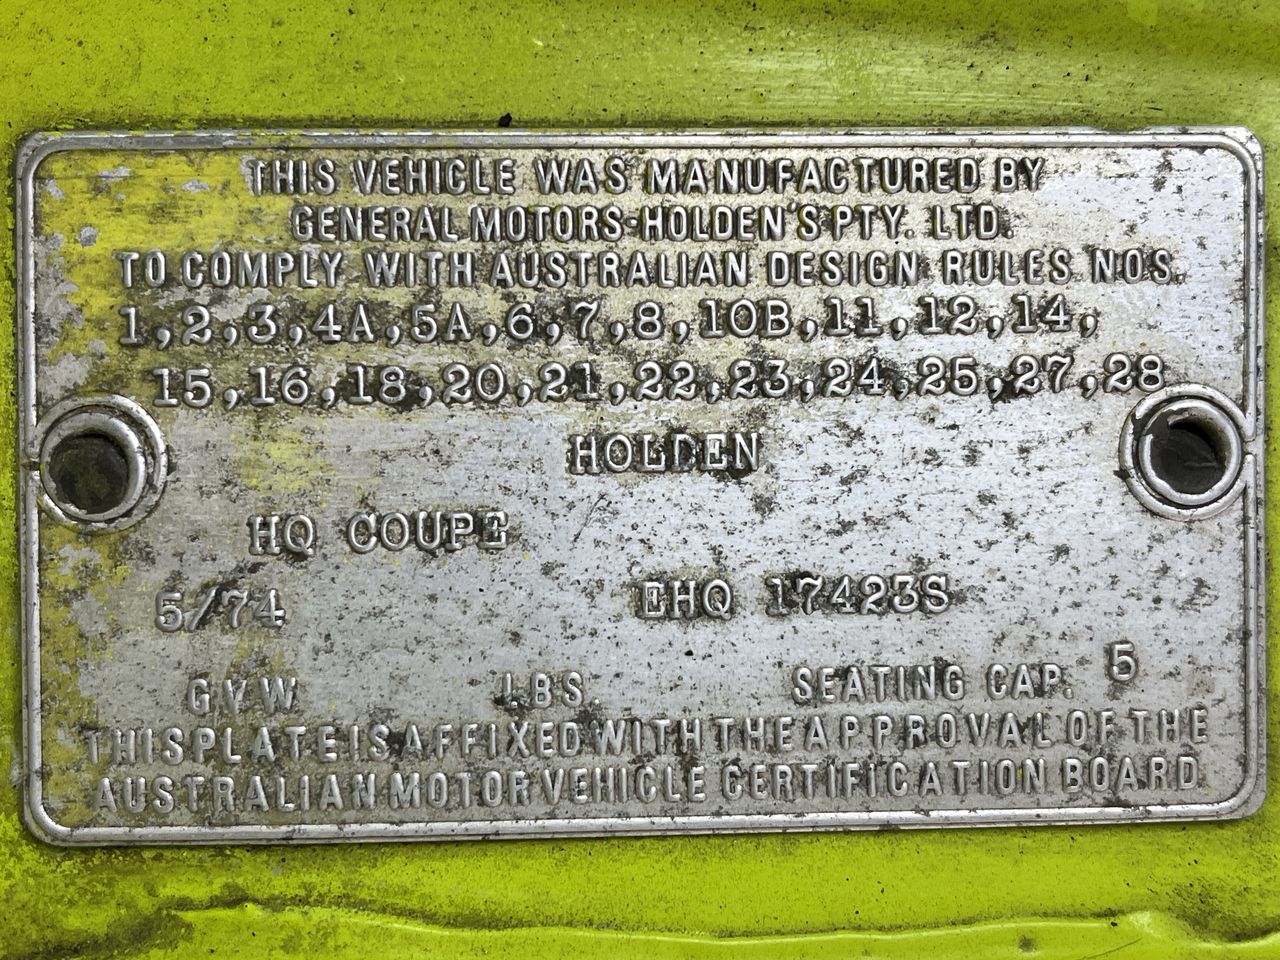 THIS VEHICLE WAS MANUFACTURED BY
GENERAL MOTORS-HOLDEN'S PTY. LTD.
TO COMPLY WITH AUSTRALIAN DESIGN RULES NOS.
1,2,3,4A,5A,6,7,8,10B,11,12,14,
15,16,18,20,21,22,23,24,25,27,28
HOLDEN
HQ COUPE
5/74 EHQ 17423S
GVW LBS. SEATING CAP. 5
THIS PLATE IS AFFIXED WITH THE APPROVAL OF THE
AUSTRALIAN MOTOR VEHICLE CERTIFICATION BOARD